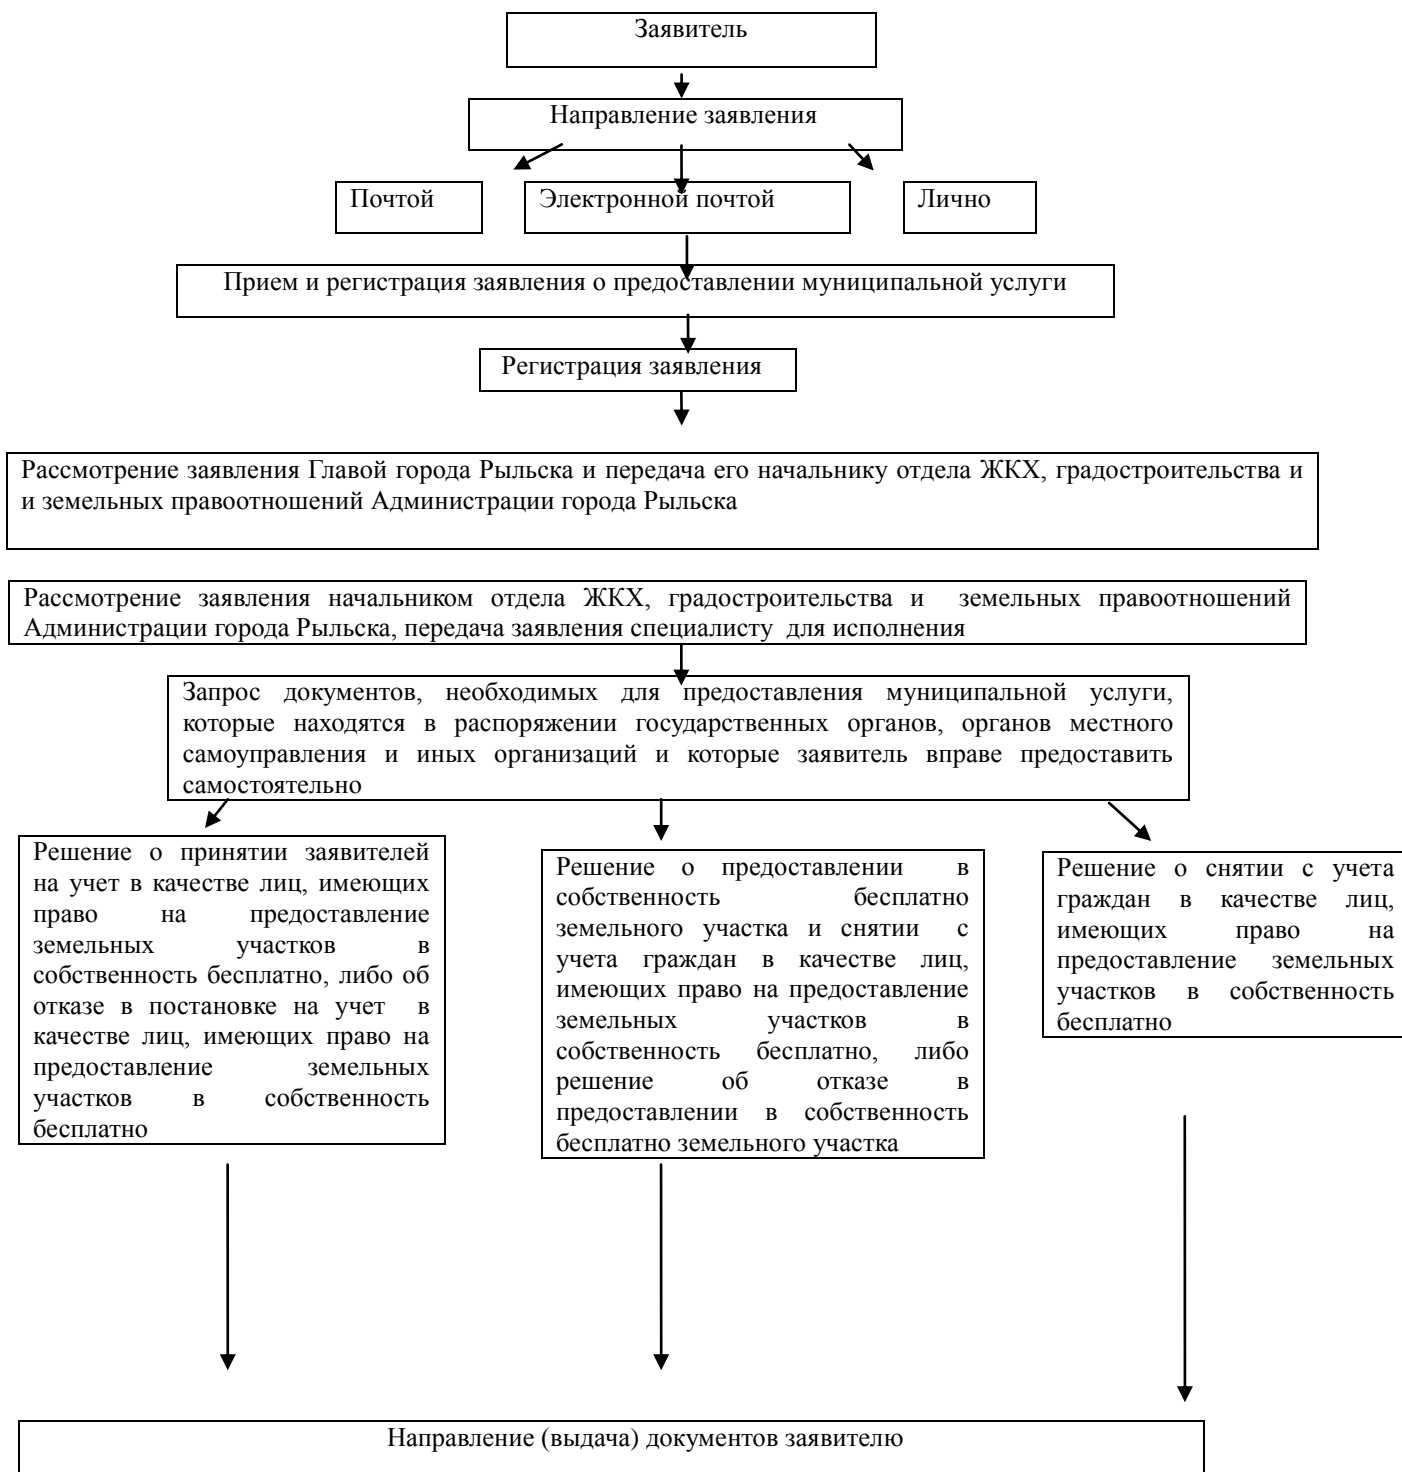 Заявитель
Направление заявления
Почтой
Электронной почтой
Лично
Прием и регистрация заявления о предоставлении муниципальной услуги
Регистрация заявления
Рассмотрение заявления Главой города Рыльска и передача его начальнику отдела ЖКХ, градостроительства и
и земельных правоотношений Администрации города Рыльска
Рассмотрение заявления начальником отдела ЖКХ, градостроительства и земельных правоотношений
Администрации города Рыльска, передача заявления специалисту для исполнения
Запрос документов, необходимых для предоставления муниципальной услуги,
которые находятся в распоряжении государственных органов, органов местного
самоуправления и иных организаций и которые заявитель вправе предоставить
самостоятельно
Решение о принятии заявителей
на учет в качестве лиц, имеющих
право на предоставление
земельных участков в
собственность бесплатно, либо об
отказе в постановке на учет в
качестве лиц, имеющих право на
предоставление земельных
участков в собственность
бесплатно
Решение о предоставлении в
собственность бесплатно
земельного участка и снятии с
учета граждан в качестве лиц,
имеющих право на предоставление
земельных участков в
собственность бесплатно, либо
решение об отказе в
предоставлении в собственность
бесплатно земельного участка
Решение о снятии с учета
граждан в качестве лиц,
имеющих право на
предоставление земельных
участков в собственность
бесплатно
Направление (выдача) документов заявителю